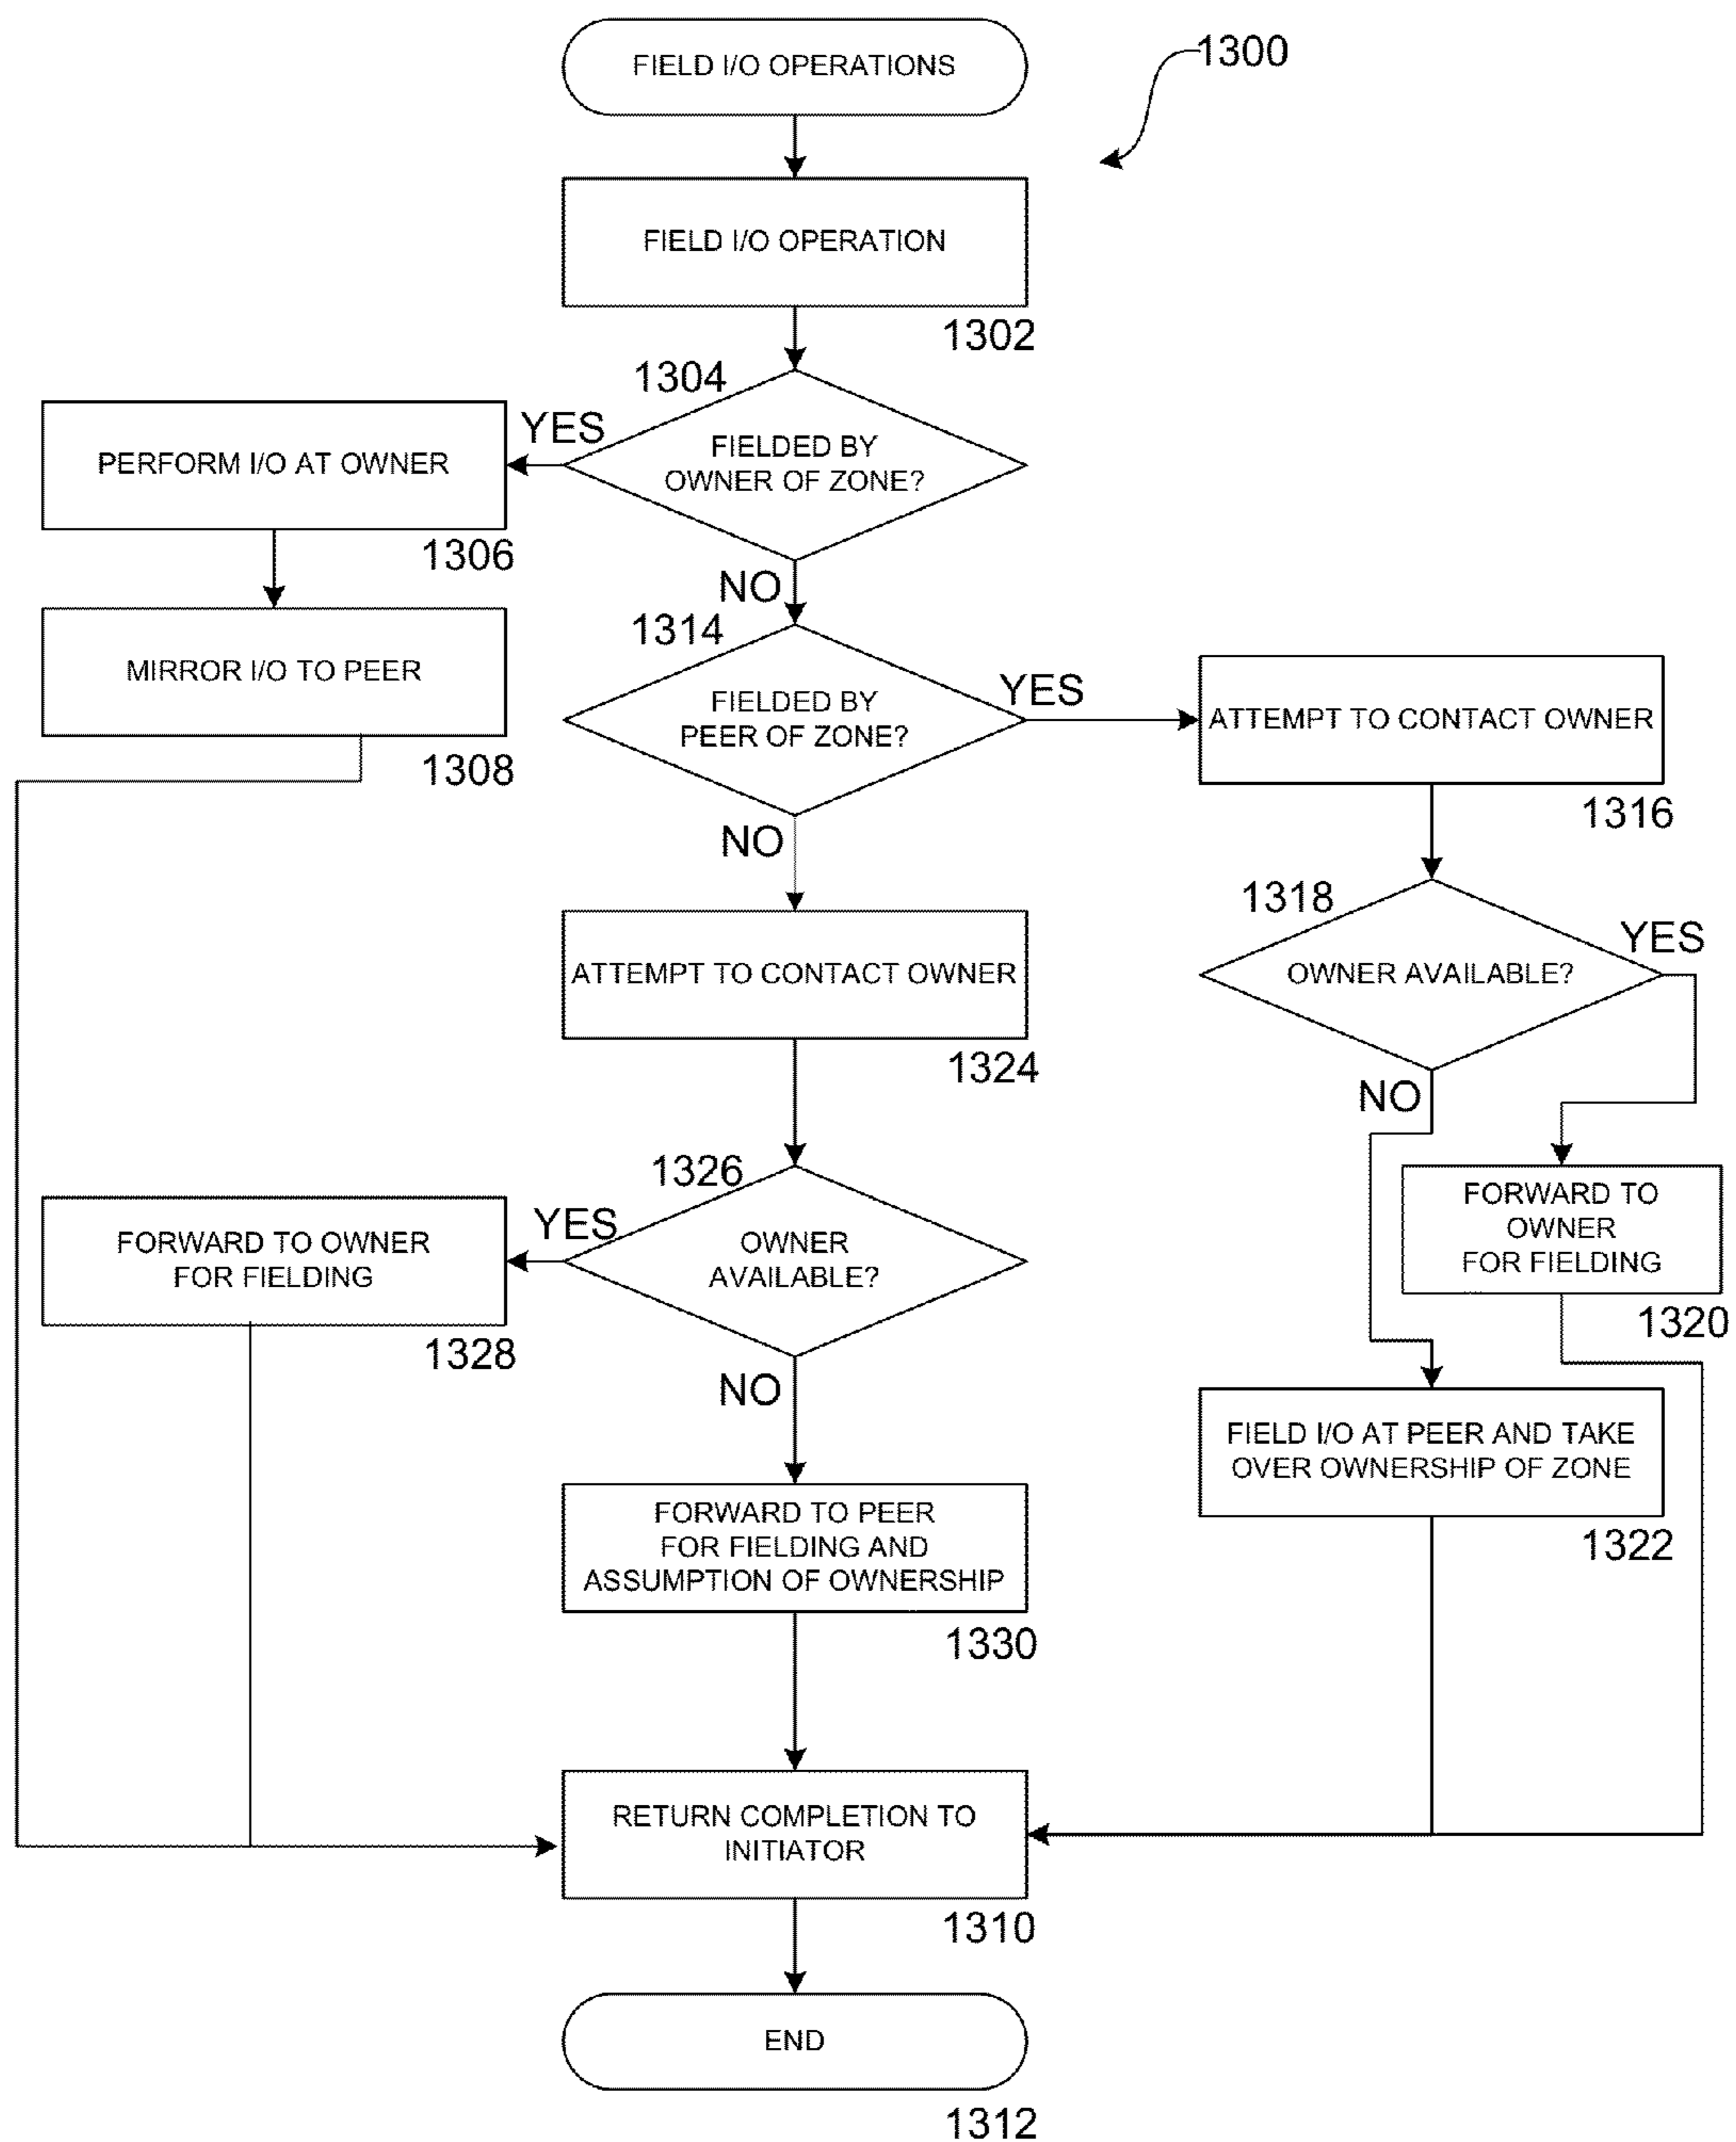 FIELD I/O OPERATIONS
1300
FIELD I/O OPERATION
1302
1304
FIELDED BY
OWNER OF ZONE?
YES
NO
PERFORM I/O AT OWNER
1306
MIRROR I/O TO PEER
1308
1314
FIELDED BY
PEER OF ZONE?
YES
NO
ATTEMPT TO CONTACT OWNER
1316
1318
OWNER AVAILABLE?
YES
NO
FORWARD TO
OWNER
FOR FIELDING
1320
FIELD I/O AT PEER AND TAKE
OVER OWNERSHIP OF ZONE
1322
ATTEMPT TO CONTACT OWNER
1324
1326
OWNER
AVAILABLE?
YES
NO
FORWARD TO OWNER
FOR FIELDING
1328
FORWARD TO PEER
FOR FIELDING AND
ASSUMPTION OF OWNERSHIP
1330
RETURN COMPLETION TO
INITIATOR
1310
END
1312